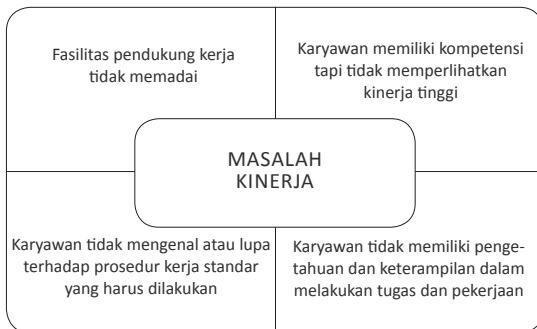 Fasilitas pendukung kerja
tidak memadai
Karyawan memiliki kompetensi
tapi tidak memperlihatkan
kinerja tinggi
MASALAH
KINERJA
Karyawan tidak mengenal atau lupa
terhadap prosedur kerja standar
yang harus dilakukan
Karyawan tidak memiliki penge-
tahuan dan keterampilan dalam
melakukan tugas dan pekerjaan